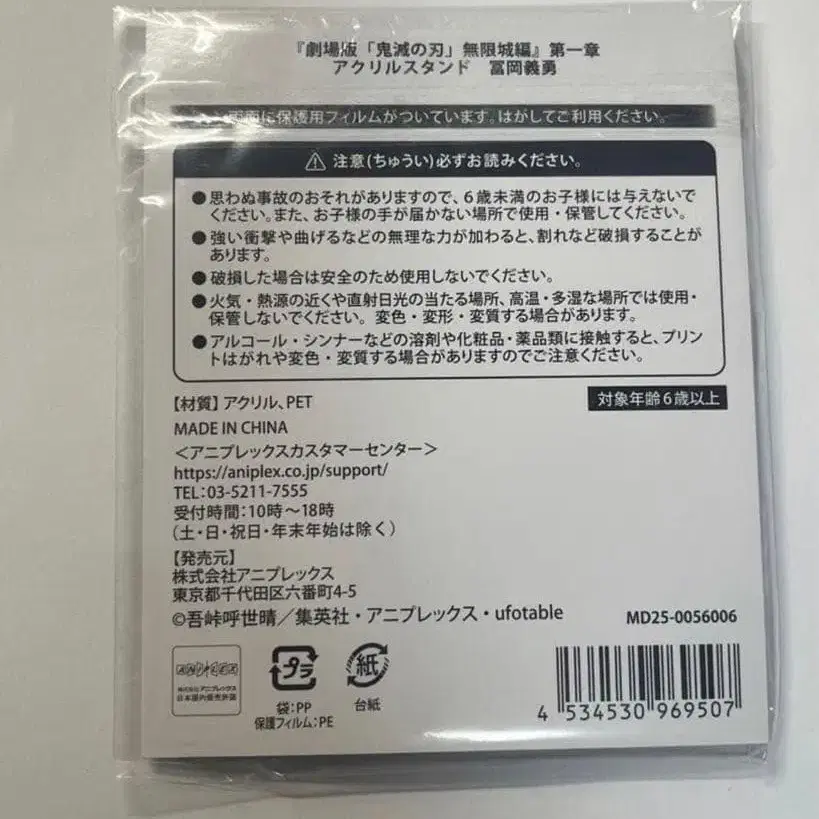 『劇場版「鬼滅の刃」無限城編』第一章
アクリルスタンド　冨岡義勇
両面に保護用フィルムがついています。はがしてご利用ください。
注意(ちゅうい)必ずお読みください。
●思わぬ事故のおそれがありますので、6歳未満のお子様には与えないで
ください。また、お子様の手が届かない場所で使用・保管してください。
●強い衝撃や曲げるなどの無理な力が加わると、割れなど破損することが
あります。
●破損した場合は安全のため使用しないでください。
●火気・熱源の近くや直射日光の当たる場所、高温・多湿な場所では使用・
保管しないでください。変色・変形・変質する場合があります。
●アルコール・シンナーなどの溶剤や化粧品・薬品類に接触すると、プリン
トはがれや変色・変質する場合がありますのでご注意ください。
【材質】アクリル、PET
対象年齢6歳以上
MADE IN CHINA
＜アニプレックスカスタマーセンター＞
https://aniplex.co.jp/support/
TEL：03-5211-7555
受付時間：10時～18時
（土・日・祝日・年末年始は除く）
【発売元】
株式会社アニプレックス
東京都千代田区六番町4-5
©吾峠呼世晴／集英社・アニプレックス・ufotable
MD25-0056006
ANIPLEX
株式会社アニプレックス
日本国内販売許諾
プラ
袋：PP
保護フィルム：PE
紙
台紙
4 534530 969507